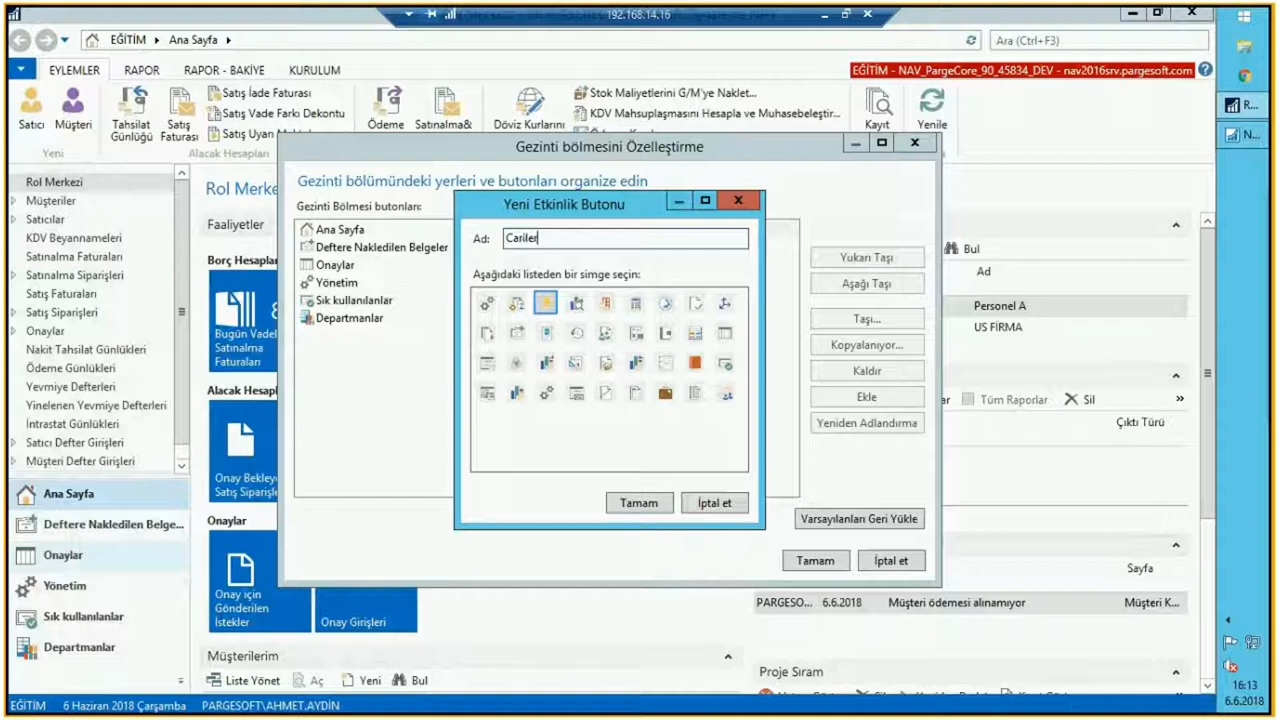 192.168.14.16
EĞİTİM
Ana Sayfa
Ara (Ctrl+F3)
EYLEMLER
RAPOR
RAPOR - BAKİYE
KURULUM
EĞİTİM - NAV_PargeCore_90_45834_DEV - nav2016srv.pargesoft.com
Satıcı
Müşteri
Tahsilat Günlüğü
Satış Faturası
Satış İade Faturası
Satış Vade Farkı Dekontu
Satış Uyarı
Ödeme
Satınalma&
Döviz Kurlarını
Stok Maliyetlerini G/M'ye Naklet...
KDV Mahsuplaşmasını Hesapla ve Muhasebeleştir...
Kayıt
Yenile
Yeni
Alacak Hesapları
Rol Merkezi
Müşteriler
Satıcılar
KDV Beyannameleri
Satınalma Faturaları
Satınalma Siparişleri
Satış Faturaları
Satış Siparişleri
Onaylar
Nakit Tahsilat Günlükleri
Ödeme Günlükleri
Yevmiye Defterleri
Yinelenen Yevmiye Defterleri
İntrastat Günlükleri
Satıcı Defter Girişleri
Müşteri Defter Girişleri
Ana Sayfa
Deftere Nakledilen Belge...
Onaylar
Yönetim
Sık kullanılanlar
Departmanlar
Rol Merke
Faaliyetler
Borç Hesapla
Bugün Vadel
Satınalma
Faturaları
Alacak Hesapl
Onay Bekley
Satış Sipariş
Onaylar
Onay için
Gönderilen
İstekler
Onay Girişleri
Müşterilerim
Liste Yönet
Aç
Yeni
Bul
Gezinti bölmesini Özelleştirme
Gezinti bölümündeki yerleri ve butonları organize edin
Gezinti Bölmesi butonları:
Ana Sayfa
Deftere Nakledilen Belgeler
Onaylar
Yönetim
Sık kullanılanlar
Departmanlar
Yukarı Taşı
Aşağı Taşı
Taşı...
Kopyalanıyor...
Kaldır
Ekle
Yeniden Adlandırma
Varsayılanları Geri Yükle
Tamam
İptal et
Yeni Etkinlik Butonu
Ad:
Cariler
Aşağıdaki listeden bir simge seçin:
Tamam
İptal et
Bul
Ad
Personel A
US FİRMA
ar
Tüm Raporlar
Sil
Çıktı Türü
Sayfa
PARGESO...
6.6.2018
Müşteri ödemesi alınamıyor
Müşteri K...
Proje Sıram
R...
N...
16:13
6.6.2018
EĞİTİM
6 Haziran 2018 Çarşamba
PARGESOFT\AHMET.AYDIN